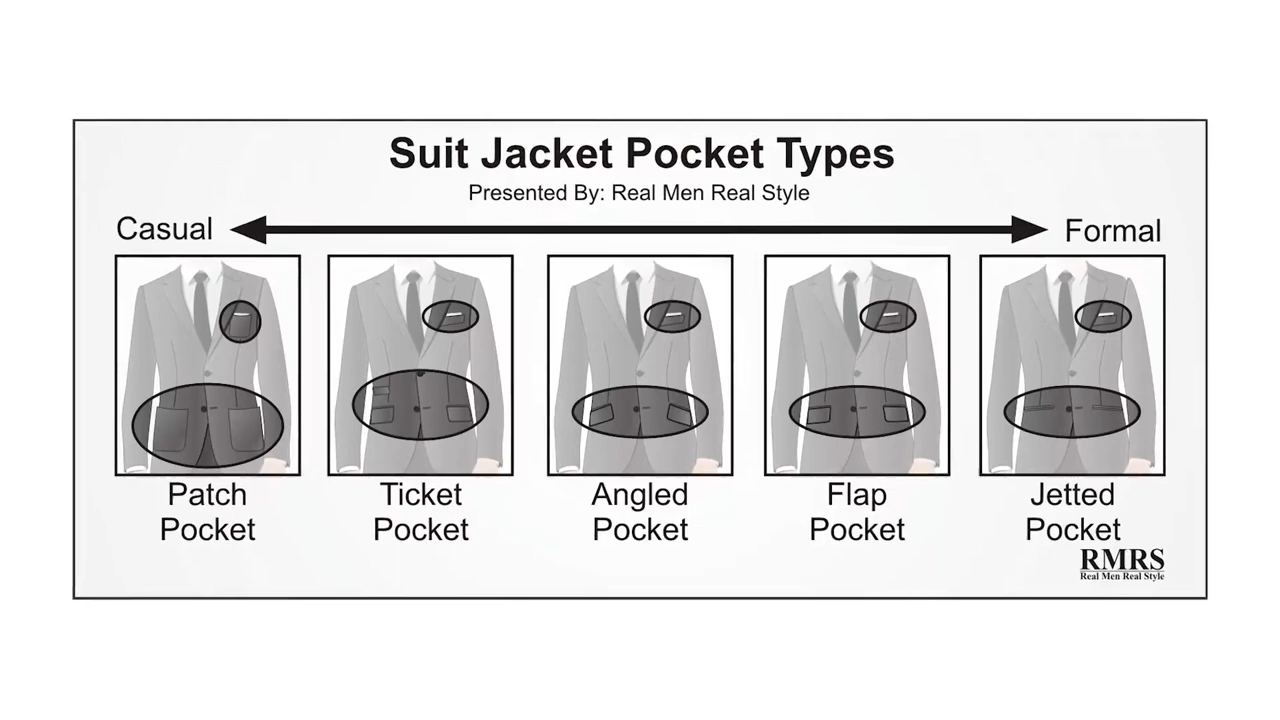 Suit Jacket Pocket Types
Presented By: Real Men Real Style
Casual
Formal
Patch
Pocket
Ticket
Pocket
Angled
Pocket
Flap
Pocket
Jetted
Pocket
RMRS
Real Men Real Style